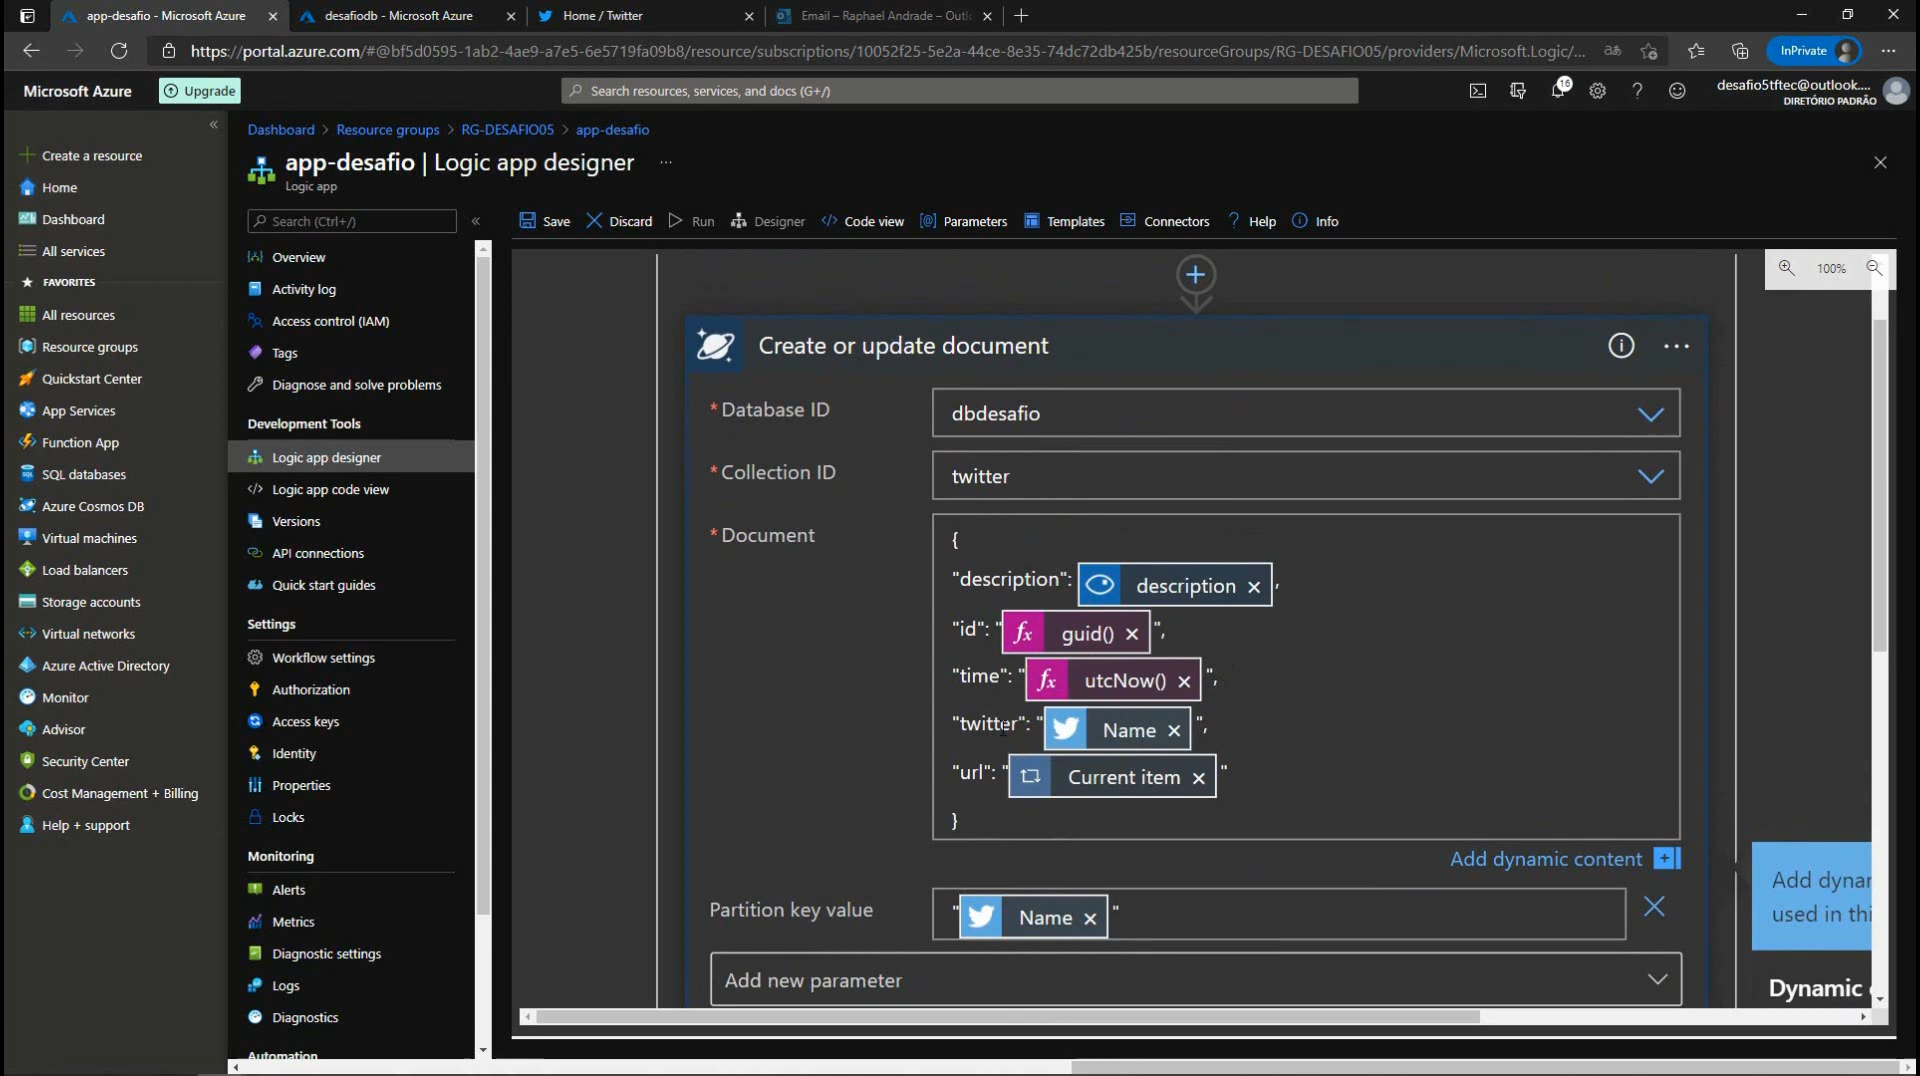 app-desafio - Microsoft Azure
desafiodb - Microsoft Azure
Home / Twitter
Email – Raphael Andrade – Outl
https://portal.azure.com/#@bf5d0595-1ab2-4ae9-a7e5-6e5719fa09b8/resource/subscriptions/10052f25-5e2a-44ce-8e35-74dc72db425b/resourceGroups/RG-DESAFIO05/providers/Microsoft.Logic/...
InPrivate
Microsoft Azure
Upgrade
Search resources, services, and docs (G+/)
16
desafio5tftec@outlook....
DIRETÓRIO PADRÃO
Create a resource
Home
Dashboard
All services
FAVORITES
All resources
Resource groups
Quickstart Center
App Services
Function App
SQL databases
Azure Cosmos DB
Virtual machines
Load balancers
Storage accounts
Virtual networks
Azure Active Directory
Monitor
Advisor
Security Center
Cost Management + Billing
Help + support
Dashboard > Resource groups > RG-DESAFIO05 > app-desafio
app-desafio | Logic app designer ...
Logic app
Search (Ctrl+/)
Overview
Activity log
Access control (IAM)
Tags
Diagnose and solve problems
Development Tools
Logic app designer
Logic app code view
Versions
API connections
Quick start guides
Settings
Workflow settings
Authorization
Access keys
Identity
Properties
Locks
Monitoring
Alerts
Metrics
Diagnostic settings
Logs
Diagnostics
Automation
Save Discard Run Designer Code view Parameters Templates Connectors Help Info
100%
Create or update document
* Database ID
dbdesafio
* Collection ID
twitter
* Document
{
"description": description ,
"id": " guid() ",
"time": " utcNow() ",
"twitter": " Name ",
"url": " Current item "
}
Add dynamic content
Partition key value
" Name "
Add new parameter
Add dynar
used in thi
Dynamic c